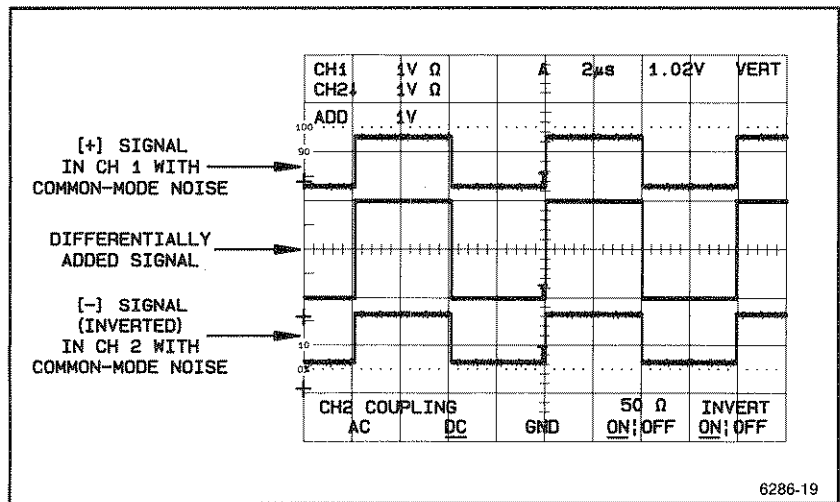 CH1 1V Ω A 2µs 1.02V VERT
CH2↓ 1V Ω
ADD 1V
100
90
[+] SIGNAL
IN CH 1 WITH
COMMON-MODE NOISE
DIFFERENTIALLY
ADDED SIGNAL
[−] SIGNAL
(INVERTED)
IN CH 2 WITH
COMMON-MODE NOISE
10
0%
CH2 COUPLING 50 Ω INVERT
AC DC GND ON¦OFF ON¦OFF
6286-19